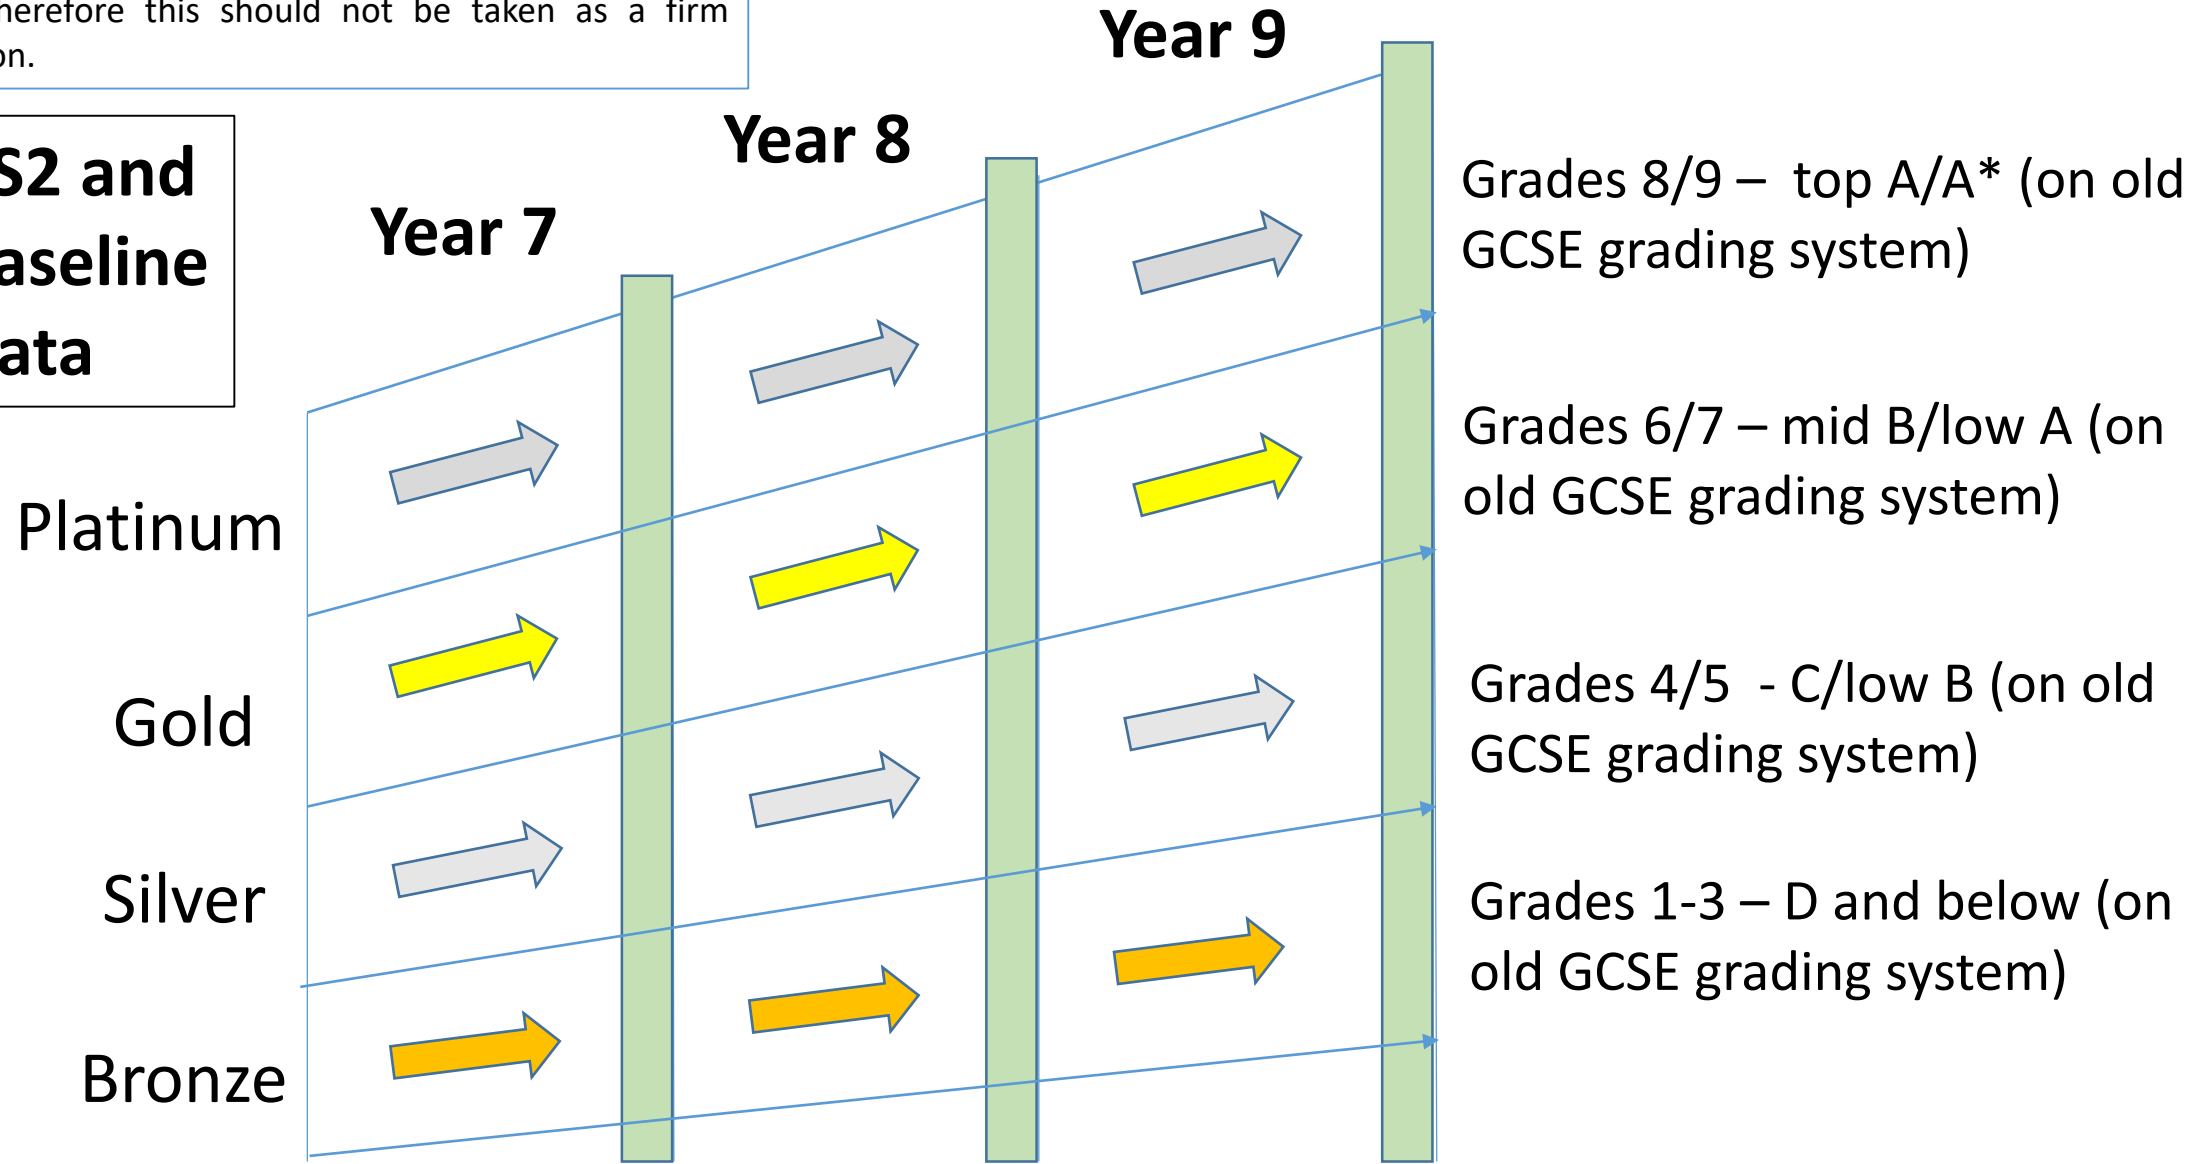 therefore this should not be taken as a firm
on.
Year 9
Year 8
Year 7
S2 and
aseline
ata
Platinum
Gold
Silver
Bronze
Grades 8/9 –  top A/A* (on old
GCSE grading system)
Grades 6/7 – mid B/low A (on
old GCSE grading system)
Grades 4/5  - C/low B (on old
GCSE grading system)
Grades 1-3 – D and below (on
old GCSE grading system)